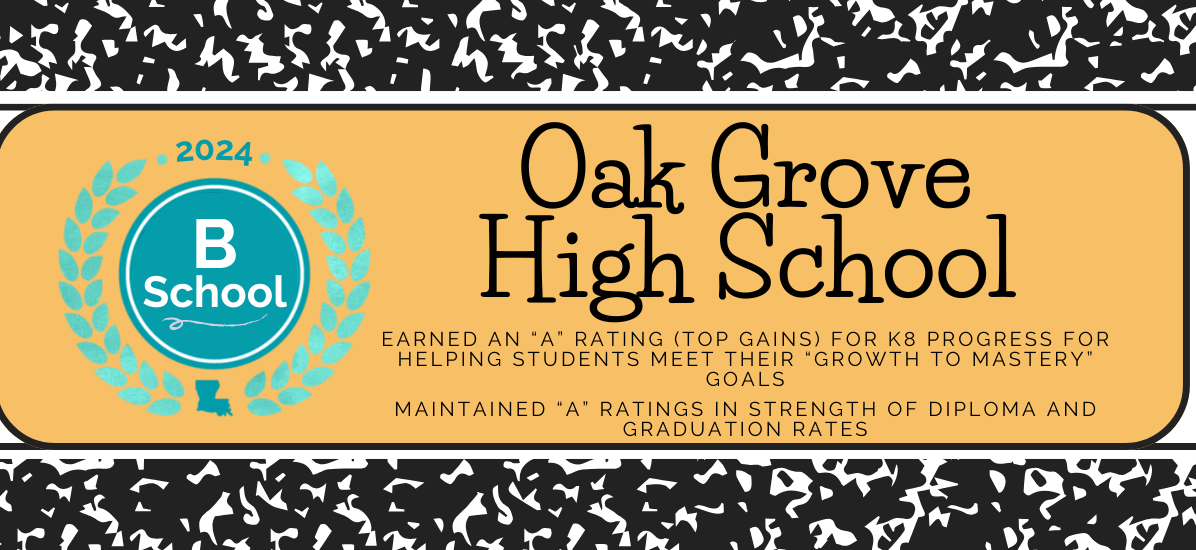 2024
B
School
Oak Grove
High School
EARNED AN “A” RATING (TOP GAINS) FOR K8 PROGRESS FOR
HELPING STUDENTS MEET THEIR “GROWTH TO MASTERY”
GOALS
MAINTAINED “A” RATINGS IN STRENGTH OF DIPLOMA AND
GRADUATION RATES